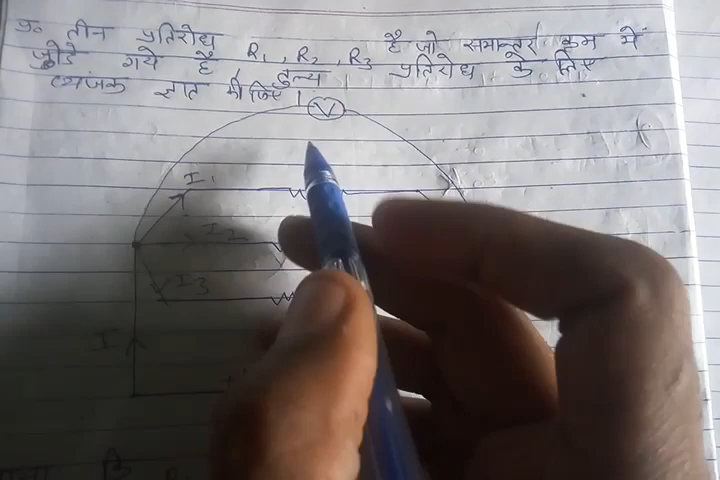 प्र० तीन प्रतिरोध R1, R2, R3 है जो समान्तर क्रम में
जोडे गये है तुल्य प्रतिरोध के लिए
व्यंजक ज्ञात कीजिए।
V
I1
I2
I3
I